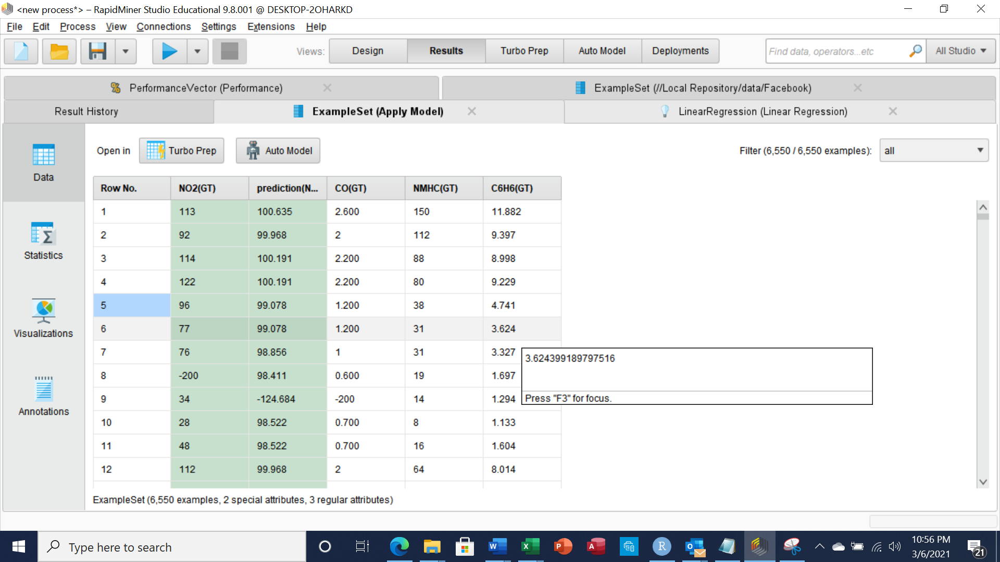 <new process*> – RapidMiner Studio Educational 9.8.001 @ DESKTOP-2OHARKD
File Edit Process View Connections Settings Extensions Help
Views: Design Results Turbo Prep Auto Model Deployments Find data, operators...etc All Studio
PerformanceVector (Performance) ExampleSet (//Local Repository/data/Facebook)
Result History ExampleSet (Apply Model) LinearRegression (Linear Regression)
Data
Statistics
Visualizations
Annotations
Open in Turbo Prep Auto Model Filter (6,550 / 6,550 examples): all
Row No. NO2(GT) prediction(N... CO(GT) NMHC(GT) C6H6(GT)
1 113 100.635 2.600 150 11.882
2 92 99.968 2 112 9.397
3 114 100.191 2.200 88 8.998
4 122 100.191 2.200 80 9.229
5 96 99.078 1.200 38 4.741
6 77 99.078 1.200 31 3.624
7 76 98.856 1 31 3.327
8 -200 98.411 0.600 19 1.697
9 34 -124.684 -200 14 1.294
10 28 98.522 0.700 8 1.133
11 48 98.522 0.700 16 1.604
12 112 99.968 2 64 8.014
3.624399189797516
Press "F3" for focus.
ExampleSet (6,550 examples, 2 special attributes, 3 regular attributes)
Type here to search
W X P A R O
10:56 PM
3/6/2021
21